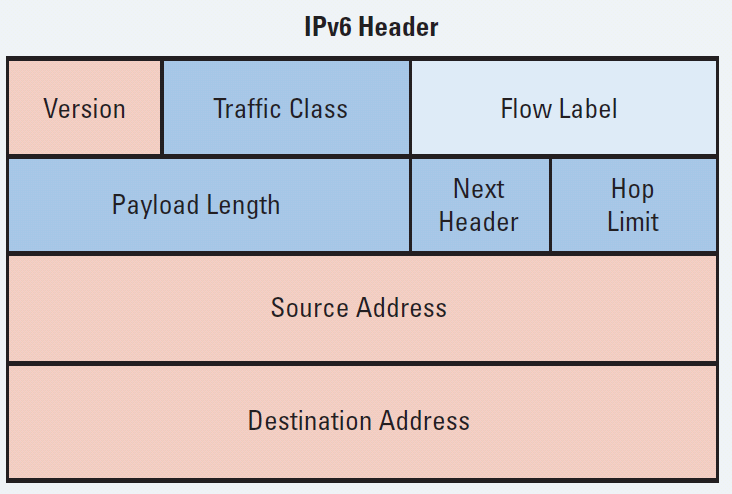 IPv6 Header
Version
Traffic Class
Flow Label
Payload Length
Next
Header
Hop
Limit
Source Address
Destination Address